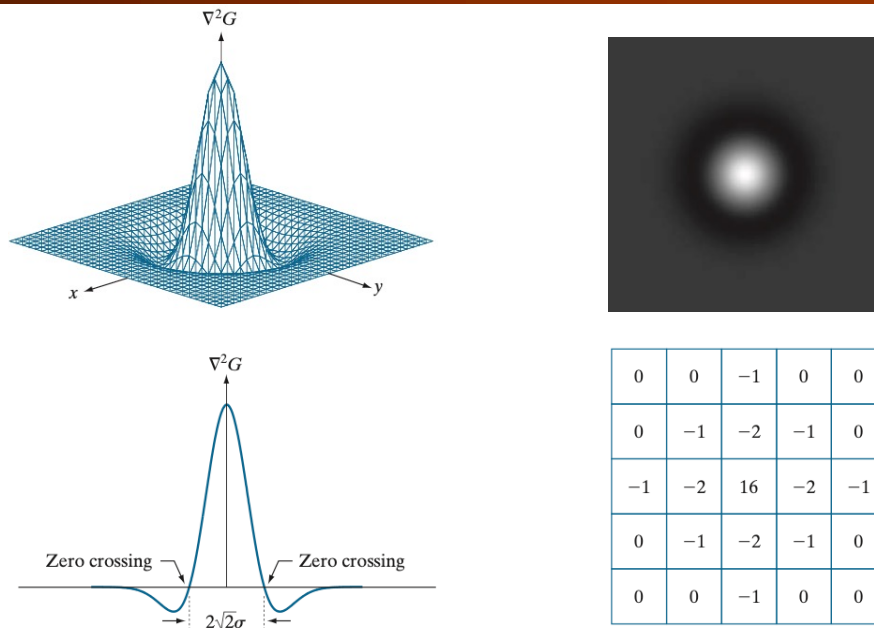 ∇²G
x
y
∇²G
Zero crossing
Zero crossing
2√2σ
0 0 −1 0 0
0 −1 −2 −1 0
−1 −2 16 −2 −1
0 −1 −2 −1 0
0 0 −1 0 0